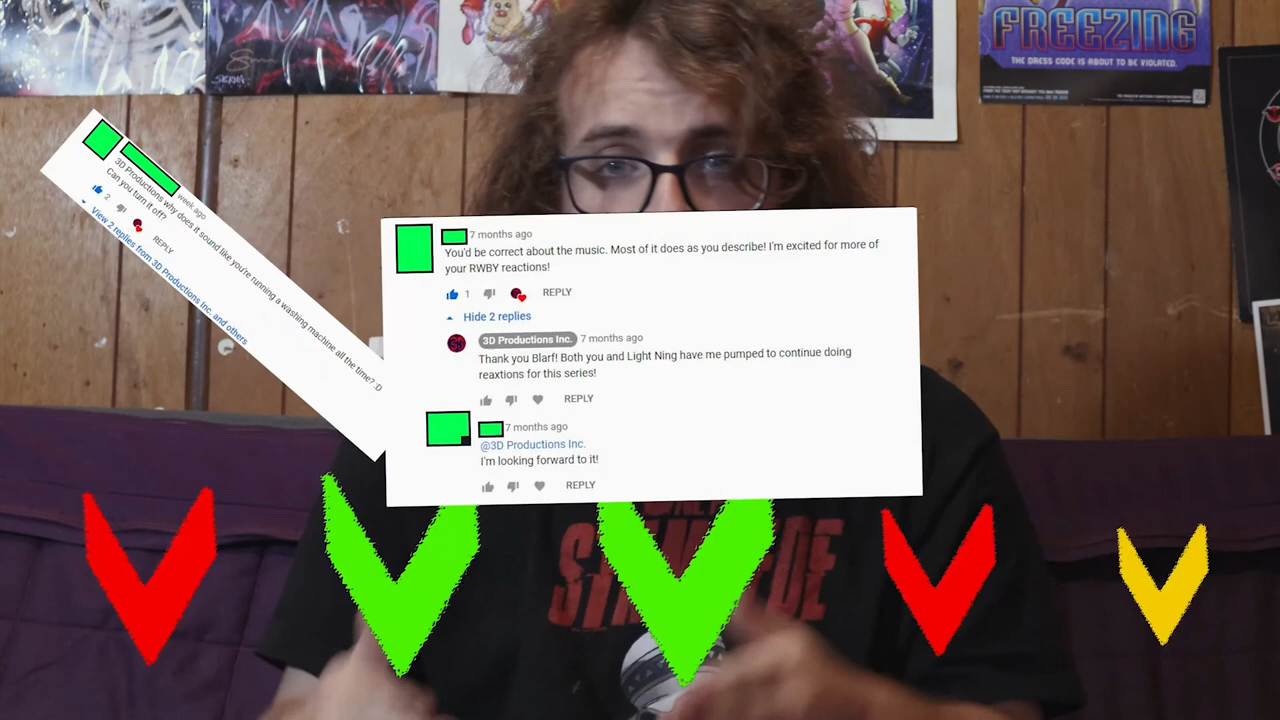 FREEZING
THE DRESS CODE IS ABOUT TO BE VIOLATED.
week ago
3D Productions why does it sound like you're running a washing machine all the time? :D
Can you turn it off?
2
REPLY
View 2 replies from 3D Productions Inc. and others
7 months ago
You'd be correct about the music. Most of it does as you describe! I'm excited for more of
your RWBY reactions!
1
REPLY
Hide 2 replies
3D Productions Inc. 7 months ago
Thank you Blarf! Both you and Light Ning have me pumped to continue doing
reaxtions for this series!
REPLY
7 months ago
@3D Productions Inc.
I'm looking forward to it!
REPLY